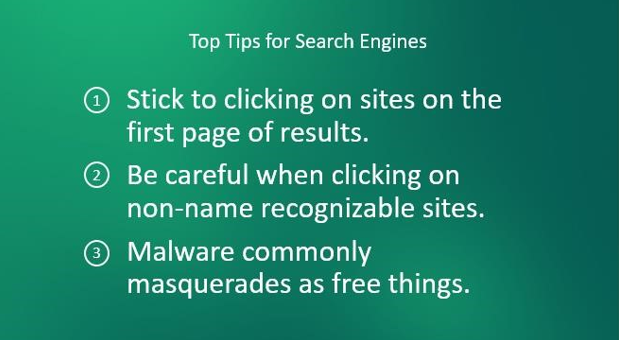 Top Tips for Search Engines
1 Stick to clicking on sites on the
first page of results.
2 Be careful when clicking on
non-name recognizable sites.
3 Malware commonly
masquerades as free things.